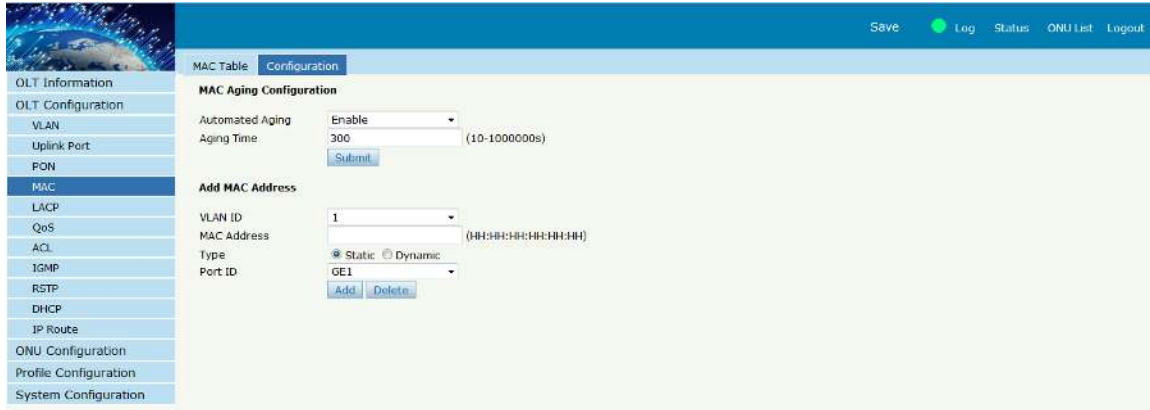 Save Log Status ONU List Logout
MAC Table Configuration
OLT Information
OLT Configuration
VLAN
Uplink Port
PON
MAC
LACP
QoS
ACL
IGMP
RSTP
DHCP
IP Route
ONU Configuration
Profile Configuration
System Configuration
MAC Aging Configuration
Automated Aging Enable
Aging Time 300 (10-1000000s)
Submit
Add MAC Address
VLAN ID 1
MAC Address (HH:HH:HH:HH:HH:HH)
Type Static Dynamic
Port ID GE1
Add Delete